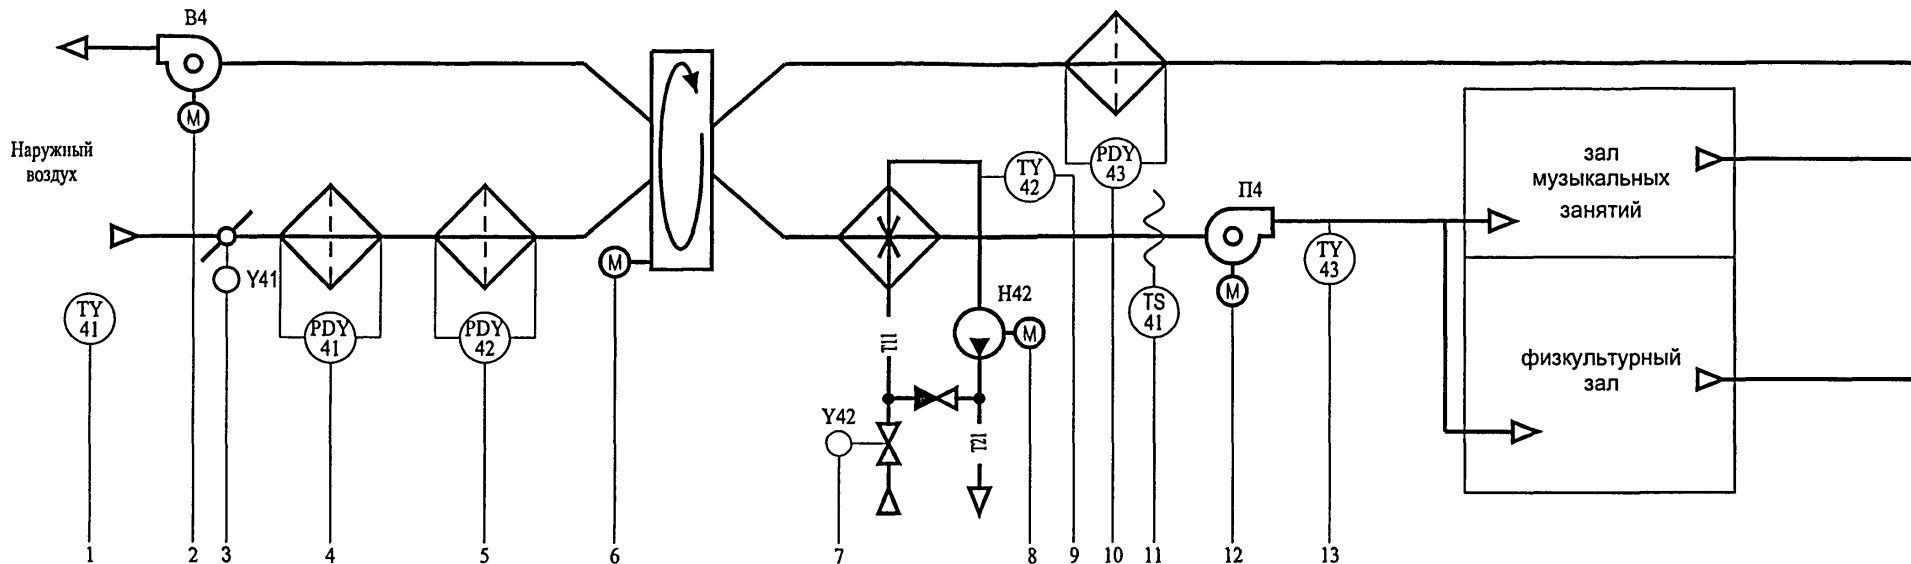 В4
М
Наружный
воздух
Y41
TY
41
PDY
41
PDY
42
М
TY
42
PDY
43
TS
41
П4
М
TY
43
Н42
М
Т11
Т21
Y42
зал
музыкальных
занятий
физкультурный
зал
1
2
3
4
5
6
7
8
9
10
11
12
13